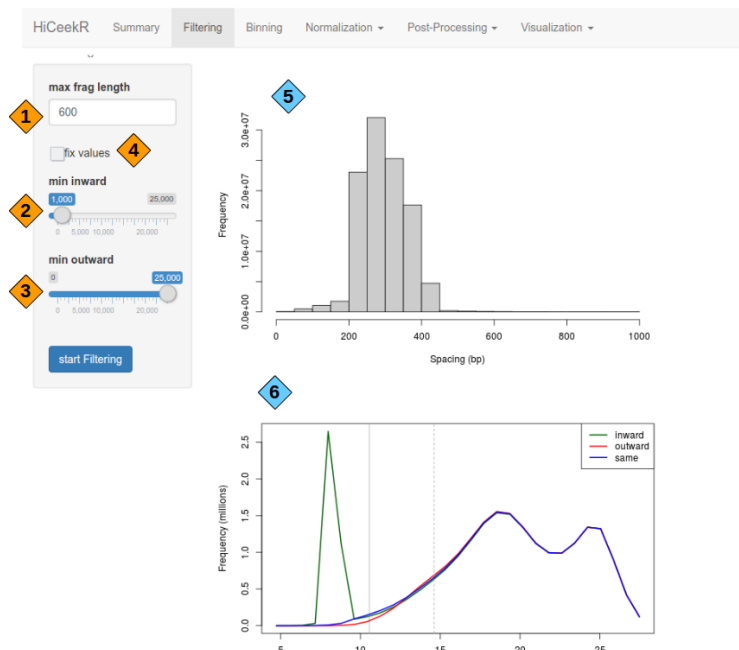 HiCeekR Summary Filtering Binning Normalization Post-Processing Visualization
max frag length
1 600
fix values 4
min inward
2 1,000 25,000
0 5,000 10,000 20,000
min outward
3 0 25,000
0 5,000 10,000 20,000
start Filtering
5
Frequency
3.0e+07
2.0e+07
1.0e+07
0.0e+00
0 200 400 600 800 1000
Spacing (bp)
6
inward
outward
same
Frequency (millions)
2.5
2.0
1.5
1.0
0.5
0.0
5 10 15 20 25